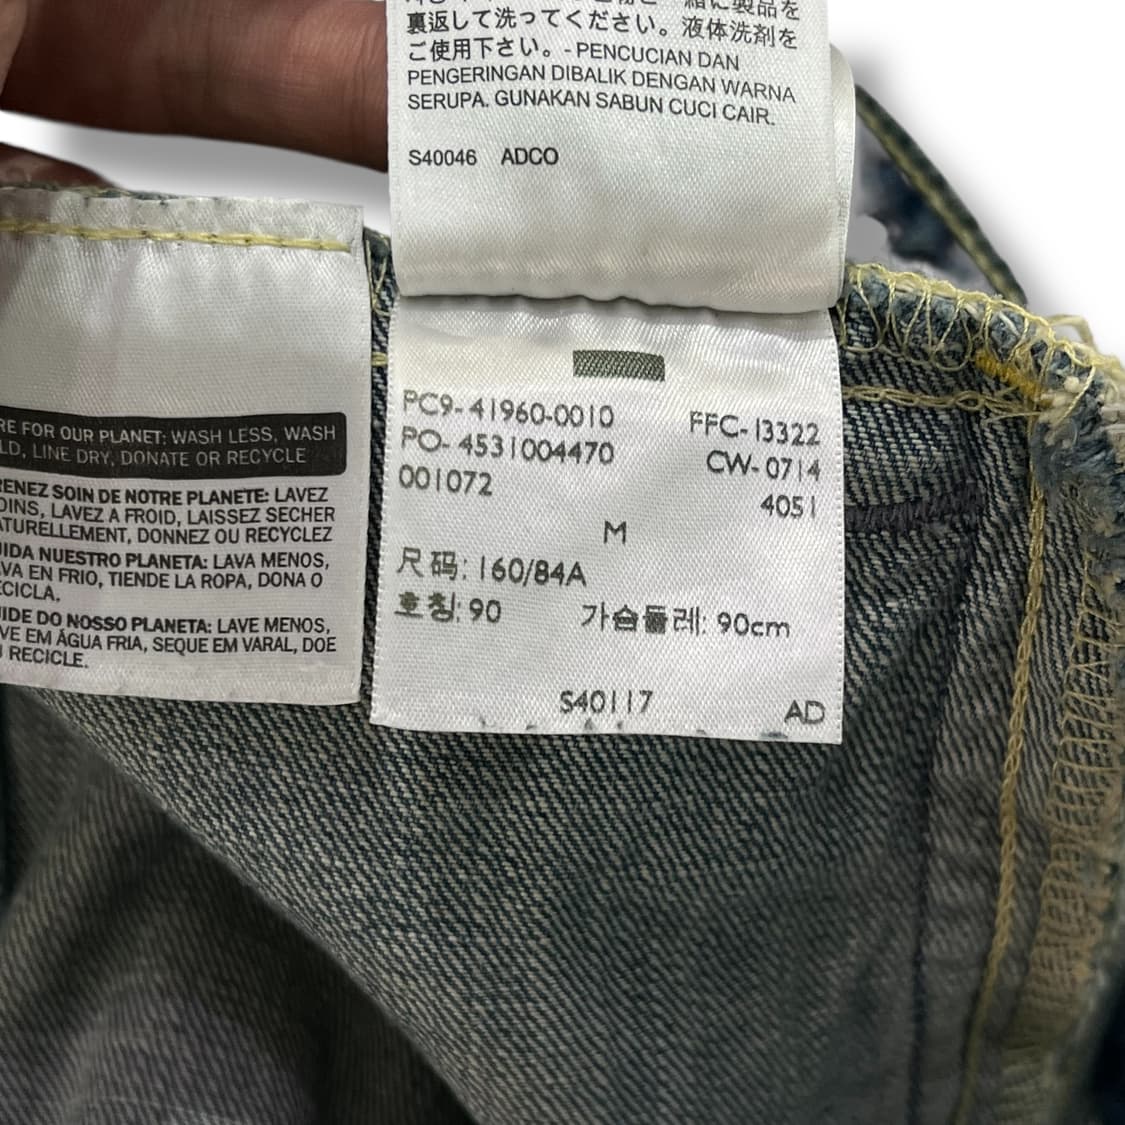 裏返して洗ってください。液体洗剤を
ご使用下さい。- PENCUCIAN DAN
PENGERINGAN DIBALIK DENGAN WARNA
SERUPA. GUNAKAN SABUN CUCI CAIR.
S40046 ADCO
RE FOR OUR PLANET: WASH LESS, WASH
LD, LINE DRY, DONATE OR RECYCLE
RENEZ SOIN DE NOTRE PLANETE: LAVEZ
OINS, LAVEZ A FROID, LAISSEZ SECHER
ATURELLEMENT, DONNEZ OU RECYCLEZ
IDA NUESTRO PLANETA: LAVA MENOS,
VA EN FRIO, TIENDE LA ROPA, DONA O
ECICLA.
IDE DO NOSSO PLANETA: LAVE MENOS,
VE EM ÁGUA FRIA, SEQUE EM VARAL, DOE
RECICLE.
PC9-41960-0010 FFC-13322
PO-4531004470 CW-0714
001072 4051
M
尺码: 160/84A
호칭: 90 가슴둘레: 90cm
S40117 AD